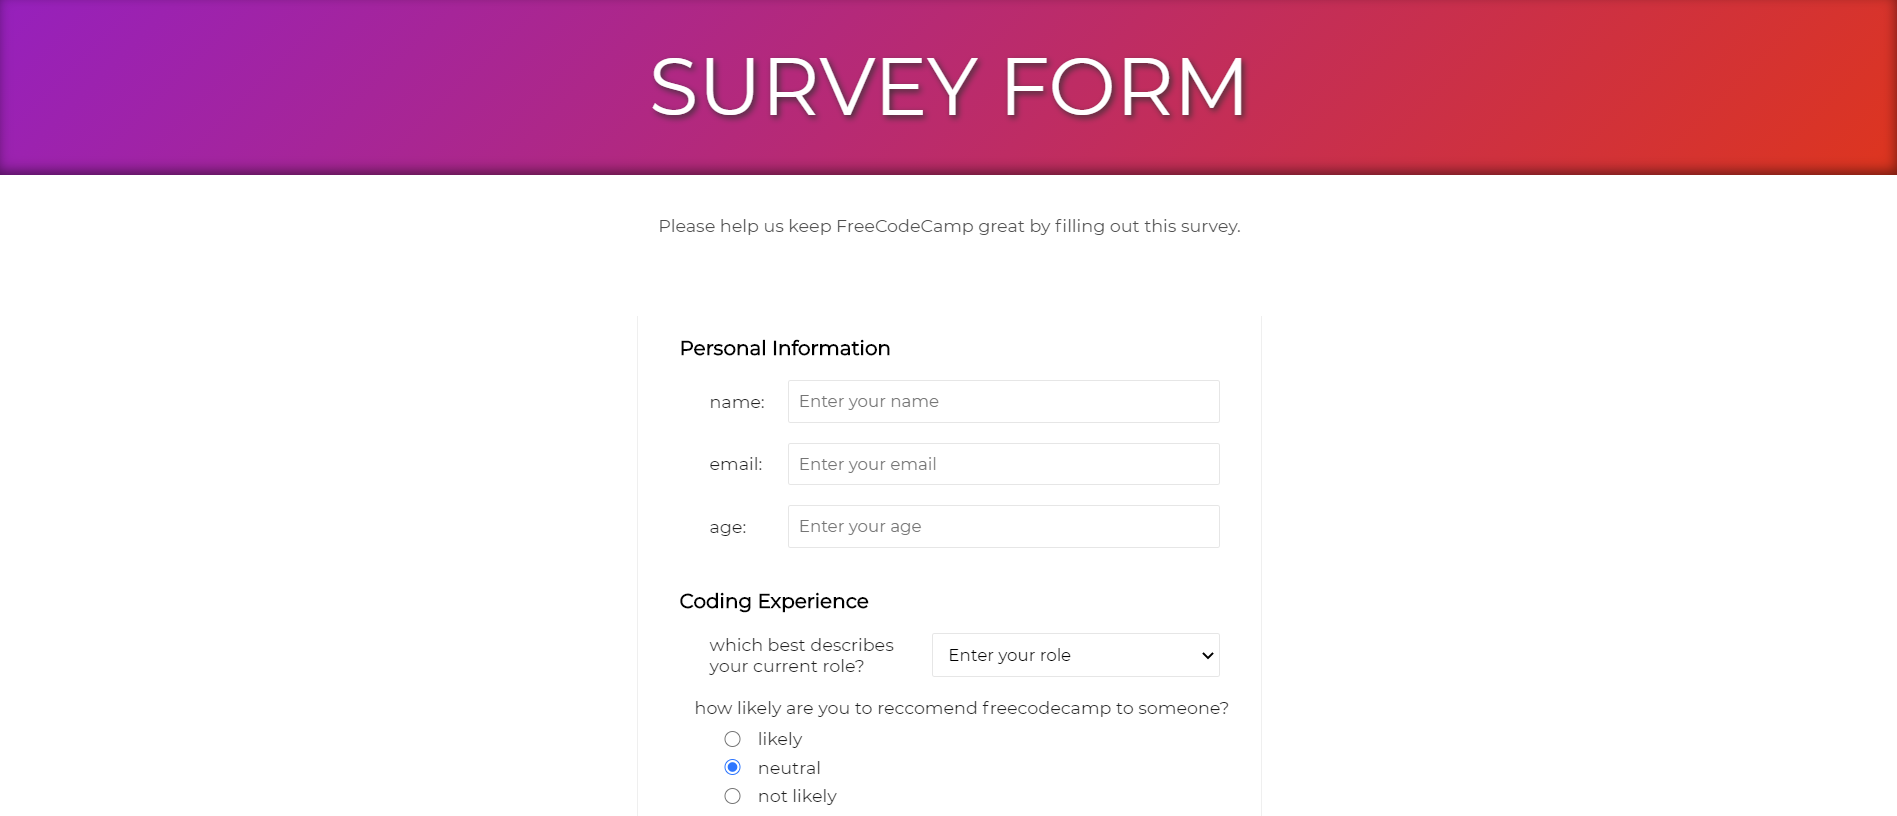 SURVEY FORM
Please help us keep FreeCodeCamp great by filling out this survey.
Personal Information
name: Enter your name
email: Enter your email
age: Enter your age
Coding Experience
which best describes
your current role?
Enter your role
how likely are you to reccomend freecodecamp to someone?
likely
neutral
not likely